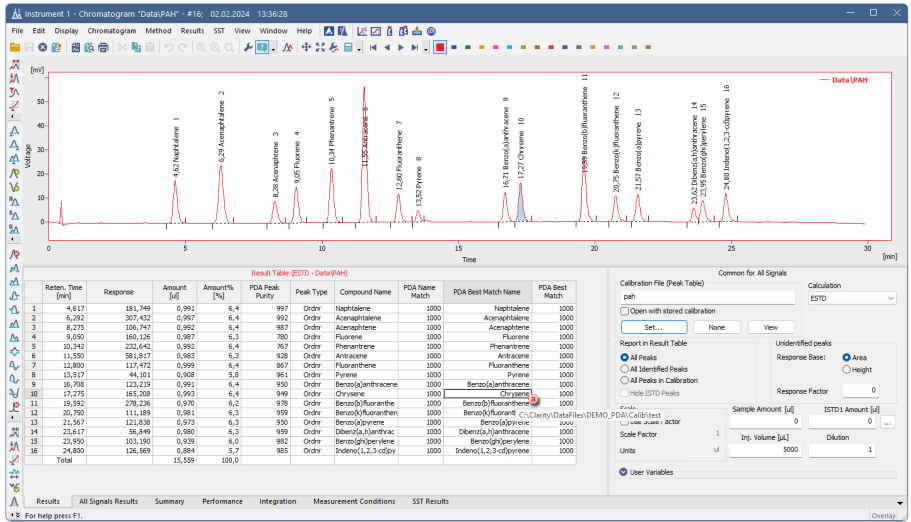 Instrument 1 - Chromatogram "Data\PAH" - #16; 02.02.2024 13:36:28
File Edit Display Chromatogram Method Results SST View Window Help
[mV]
Data\PAH
Voltage
50
40
30
20
10
0
4,62 Naphtalene 1
6,29 Acenaphtalene 2
8,28 Acenaphtene 3
9,05 Fluorene 4
10,34 Phenantrene 5
11,55 Antracene 6
12,80 Fluoranthene 7
13,52 Pyrene 8
16,71 Benzo(a)anthracene 9
17,27 Chrysene 10
19,59 Benzo(b)fluoranthene 11
20,75 Benzo(k)fluoranthene 12
21,57 Benzo(a)pyrene 13
23,62 Dibenz(a,h)anthracene 14
23,95 Benzo(ghi)perylene 15
24,80 Indeno(1,2,3-cd)pyrene 16
0 5 10 15 20 25 30
Time
[min]
Result Table (ESTD - Data\PAH)
Reten. Time [min] Response Amount [ul] Amount% [%] PDA Peak Purity Peak Type Compound Name PDA Name Match PDA Best Match Name PDA Best Match
1 4,617 181,749 0,991 6,4 997 Ordnr Naphtalene 1000 Naphtalene 1000
2 6,292 307,432 0,997 6,4 992 Ordnr Acenaphtalene 1000 Acenaphtalene 1000
3 8,275 106,747 0,992 6,4 987 Ordnr Acenaphtene 1000 Acenaphtene 1000
4 9,050 160,126 0,987 6,3 780 Ordnr Fluorene 1000 Fluorene 1000
5 10,342 232,642 0,992 6,4 767 Ordnr Phenantrene 1000 Phenantrene 1000
6 11,550 581,817 0,983 6,3 928 Ordnr Antracene 1000 Antracene 1000
7 12,800 117,472 0,999 6,4 867 Ordnr Fluoranthene 1000 Fluoranthene 1000
8 13,517 44,101 0,908 5,8 961 Ordnr Pyrene 1000 Pyrene 1000
9 16,708 123,219 0,991 6,4 950 Ordnr Benzo(a)anthracene 1000 Benzo(a)anthracene 1000
10 17,275 165,208 0,993 6,4 949 Ordnr Chrysene 1000 Chrysene 1000
11 19,592 278,236 0,970 6,2 978 Ordnr Benzo(b)fluoranthe 1000 Benzo(b)fluoranthene 1000
12 20,750 111,189 0,981 6,3 959 Ordnr Benzo(k)fluoranthen 1000 Benzo(k)fluorantl
13 21,567 121,838 0,973 6,3 950 Ordnr Benzo(a)pyrene 1000 Benzo(a)pyrene 1000
14 23,617 56,849 0,980 6,3 959 Ordnr Dibenz(a,h)anthrac 1000 Dibenz(a,h)anthracene 1000
15 23,950 103,190 0,939 6,0 982 Ordnr Benzo(ghi)perylene 1000 Benzo(ghi)perylene 1000
16 24,800 126,569 0,884 5,7 985 Ordnr Indeno(1,2,3-cd)py 1000 Indeno(1,2,3-cd)pyrene 1000
Total 15,559 100,0
a
C:\Clarity\DataFiles\DEMO_PDA\Calib\test
Common for All Signals
Calibration File (Peak Table)
Calculation
pah
ESTD
Open with stored calibration
Set... None View
Report in Result Table
Unidentified peaks
All Peaks
Response Base: Area
All Identified Peaks
Height
All Peaks in Calibration
Hide ISTD Peaks
Response Factor 0
Scale
Sample Amount [ul] ISTD1 Amount [ul]
Use Scale Factor
0 0 ...
Scale Factor 1
Inj. Volume [µL] Dilution
Units ul
5000 1
User Variables
Results All Signals Results Summary Performance Integration Measurement Conditions SST Results
For help press F1.
Overlay